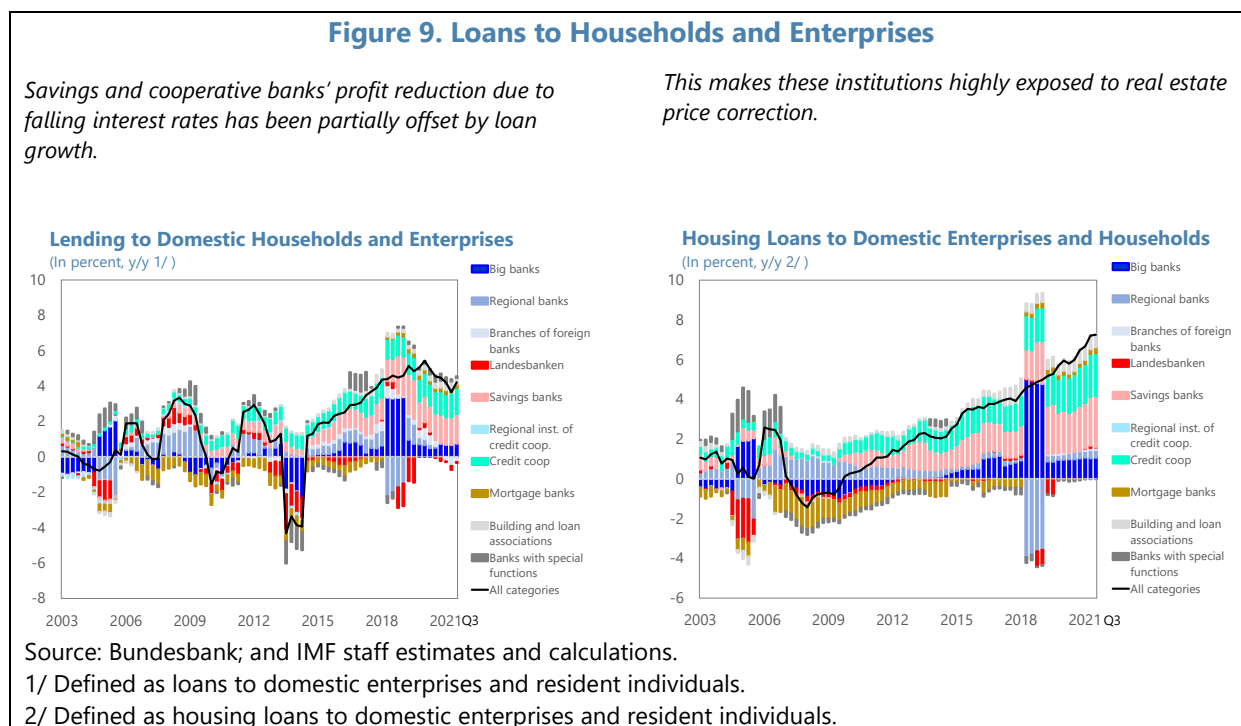 Figure 9. Loans to Households and Enterprises
Savings and cooperative banks' profit reduction due to
falling interest rates has been partially offset by loan
growth.
This makes these institutions highly exposed to real estate
price correction.
Lending to Domestic Households and Enterprises
(In percent, y/y 1/ )
10
8
6
4
2
0
-2
-4
-6
-8
2003 2006 2009 2012 2015 2018 2021 Q3
Big banks
Regional banks
Branches of foreign
banks
Landesbanken
Savings banks
Regional inst. of
credit coop.
Credit coop
Mortgage banks
Building and loan
associations
Banks with special
functions
All categories
Housing Loans to Domestic Enterprises and Households
(In percent, y/y 2/ )
10
8
6
4
2
0
-2
-4
-6
2003 2006 2009 2012 2015 2018 2021 Q3
Big banks
Regional banks
Branches of foreign
banks
Landesbanken
Savings banks
Regional inst. of
credit coop.
Credit coop
Mortgage banks
Building and loan
associations
Banks with special
functions
All categories
Source: Bundesbank; and IMF staff estimates and calculations.
1/ Defined as loans to domestic enterprises and resident individuals.
2/ Defined as housing loans to domestic enterprises and resident individuals.